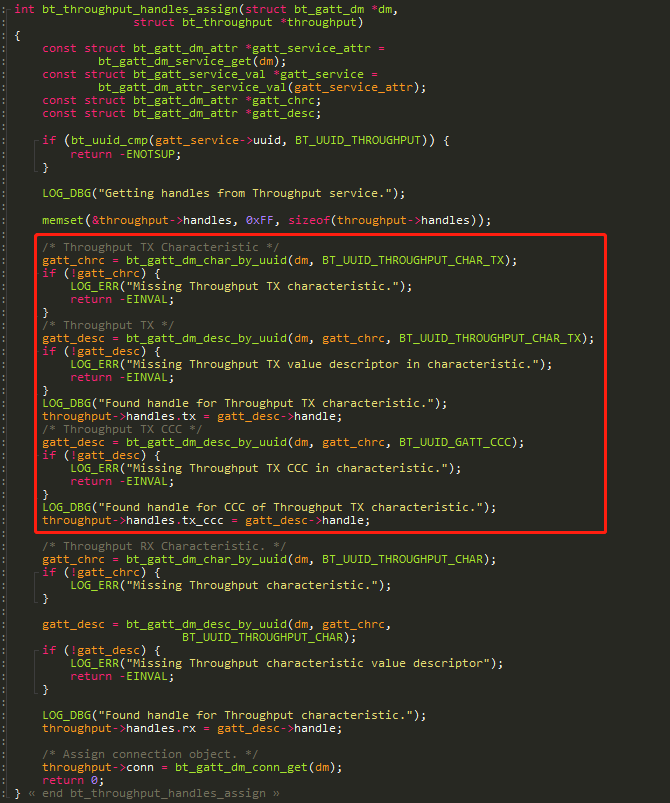 int bt_throughput_handles_assign(struct bt_gatt_dm *dm,
                 struct bt_throughput *throughput)
{
    const struct bt_gatt_dm_attr *gatt_service_attr =
            bt_gatt_dm_service_get(dm);
    const struct bt_gatt_service_val *gatt_service =
            bt_gatt_dm_attr_service_val(gatt_service_attr);
    const struct bt_gatt_dm_attr *gatt_chrc;
    const struct bt_gatt_dm_attr *gatt_desc;

    if (bt_uuid_cmp(gatt_service->uuid, BT_UUID_THROUGHPUT)) {
        return -ENOTSUP;
    }

    LOG_DBG("Getting handles from Throughput service.");

    memset(&throughput->handles, 0xFF, sizeof(throughput->handles));

    /* Throughput TX Characteristic */
    gatt_chrc = bt_gatt_dm_char_by_uuid(dm, BT_UUID_THROUGHPUT_CHAR_TX);
    if (!gatt_chrc) {
        LOG_ERR("Missing Throughput TX characteristic.");
        return -EINVAL;
    }
    /* Throughput TX */
    gatt_desc = bt_gatt_dm_desc_by_uuid(dm, gatt_chrc, BT_UUID_THROUGHPUT_CHAR_TX);
    if (!gatt_desc) {
        LOG_ERR("Missing Throughput TX value descriptor in characteristic.");
        return -EINVAL;
    }
    LOG_DBG("Found handle for Throughput TX characteristic.");
    throughput->handles.tx = gatt_desc->handle;
    /* Throughput TX CCC */
    gatt_desc = bt_gatt_dm_desc_by_uuid(dm, gatt_chrc, BT_UUID_GATT_CCC);
    if (!gatt_desc) {
        LOG_ERR("Missing Throughput TX CCC in characteristic.");
        return -EINVAL;
    }
    LOG_DBG("Found handle for CCC of Throughput TX characteristic.");
    throughput->handles.tx_ccc = gatt_desc->handle;

    /* Throughput RX Characteristic. */
    gatt_chrc = bt_gatt_dm_char_by_uuid(dm, BT_UUID_THROUGHPUT_CHAR);
    if (!gatt_chrc) {
        LOG_ERR("Missing Throughput characteristic.");
    }

    gatt_desc = bt_gatt_dm_desc_by_uuid(dm, gatt_chrc,
                        BT_UUID_THROUGHPUT_CHAR);
    if (!gatt_desc) {
        LOG_ERR("Missing Throughput characteristic value descriptor");
        return -EINVAL;
    }

    LOG_DBG("Found handle for Throughput characteristic.");
    throughput->handles.rx = gatt_desc->handle;

    /* Assign connection object. */
    throughput->conn = bt_gatt_dm_conn_get(dm);
    return 0;
} « end bt_throughput_handles_assign »